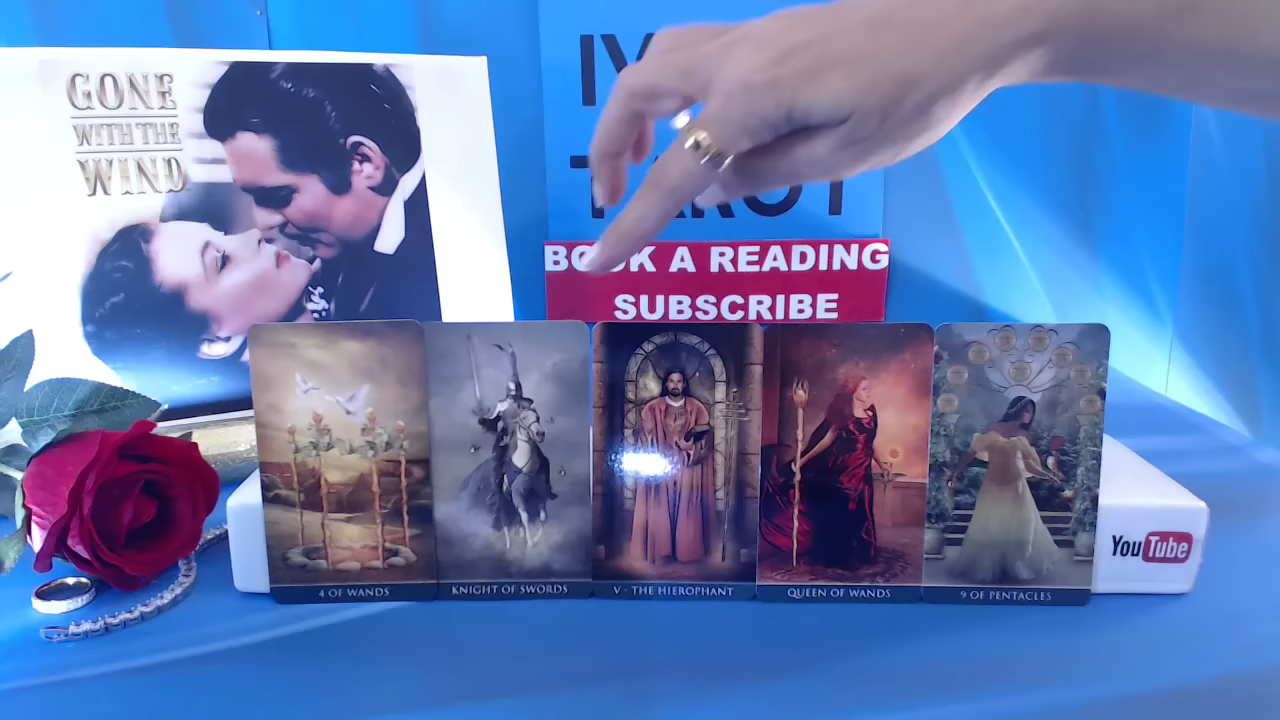 GONE
WITH THE
WIND
BOOK A READING
SUBSCRIBE
4 OF WANDS
KNIGHT OF SWORDS
V - THE HIEROPHANT
QUEEN OF WANDS
9 OF PENTACLES
YouTube